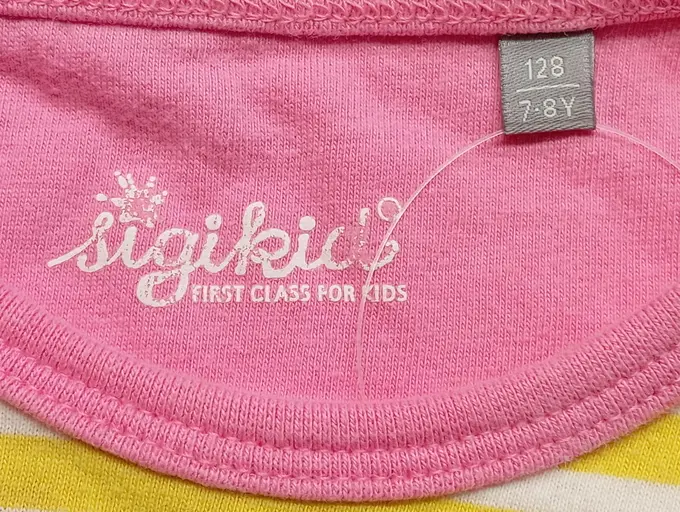 128
7-8Y
sigikid
FIRST CLASS FOR KIDS